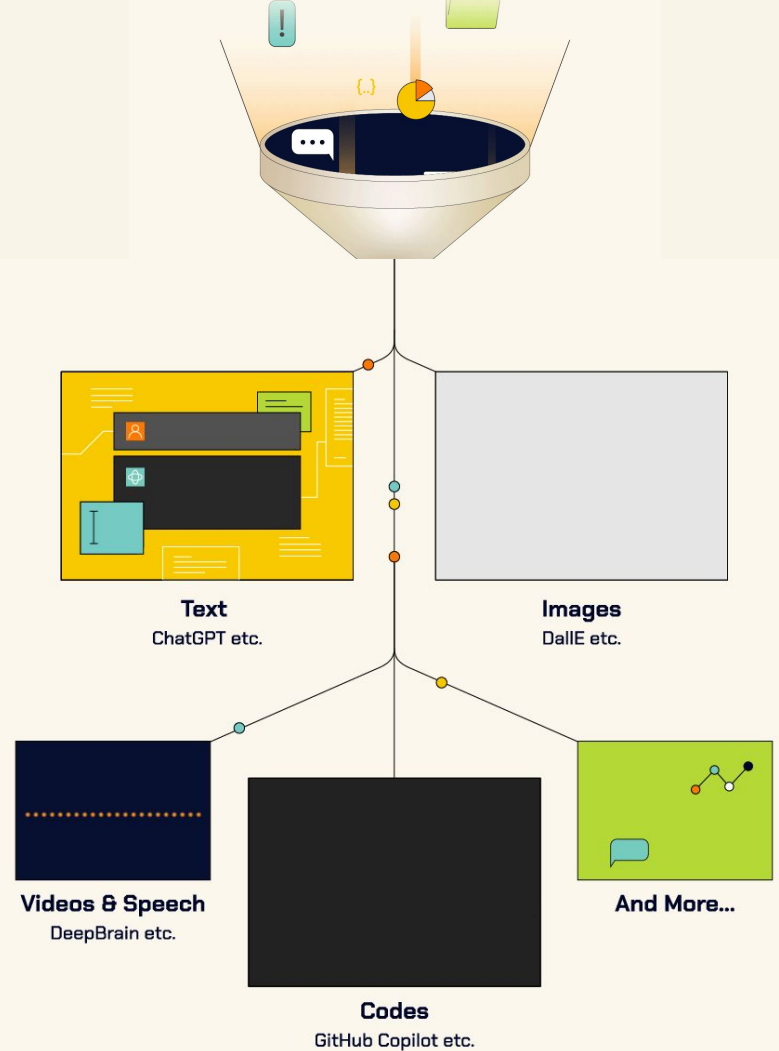 !
{..}
Text
ChatGPT etc.
Images
DallE etc.
Videos & Speech
DeepBrain etc.
And More...
Codes
GitHub Copilot etc.